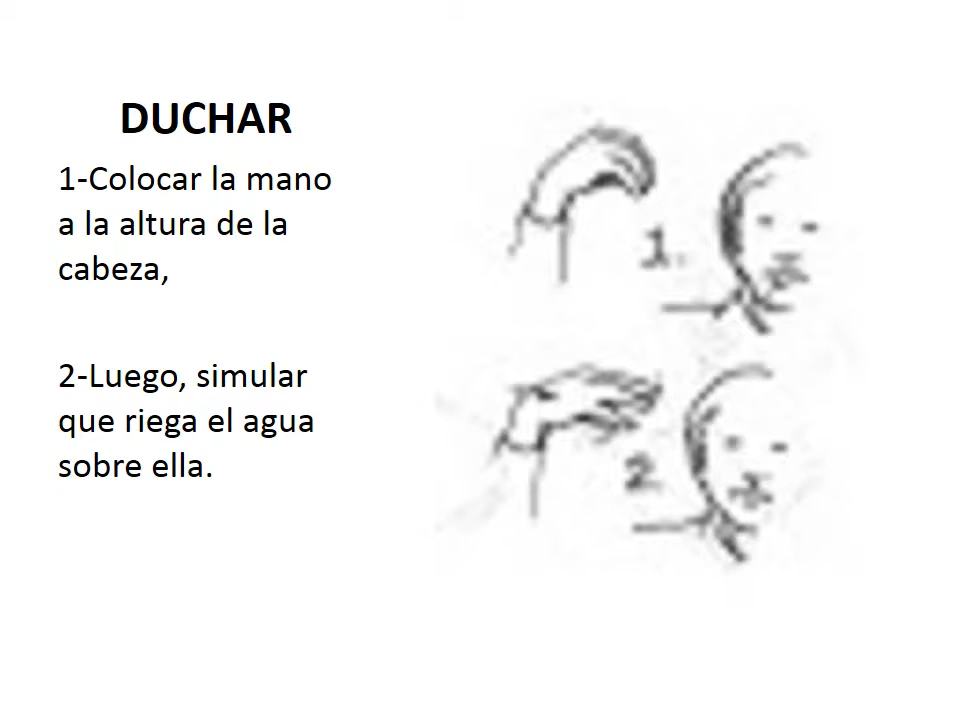 DUCHAR
1-Colocar la mano
a la altura de la
cabeza,
2-Luego, simular
que riega el agua
sobre ella.
1.
2.